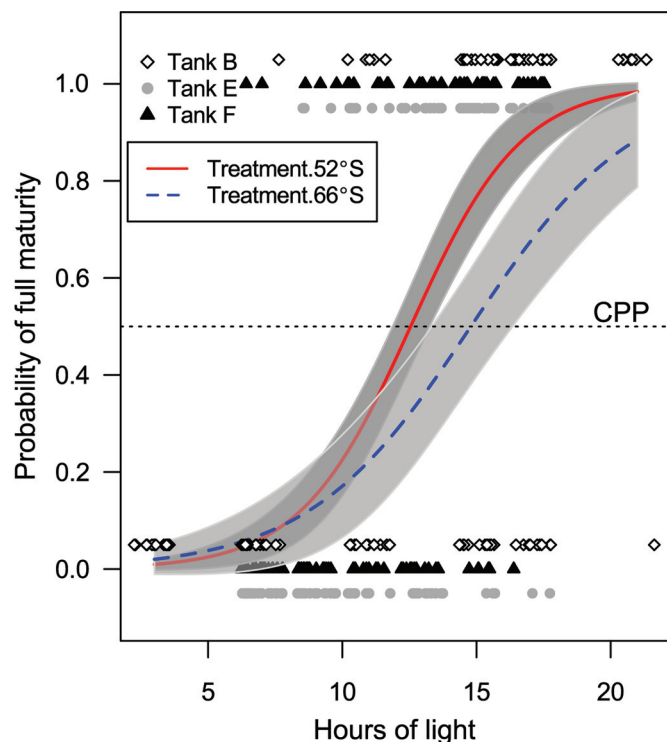 Tank B
Tank E
Tank F
Treatment.52°S
Treatment.66°S
CPP
Probability of full maturity
1.0
0.8
0.6
0.4
0.2
0.0
5 10 15 20
Hours of light